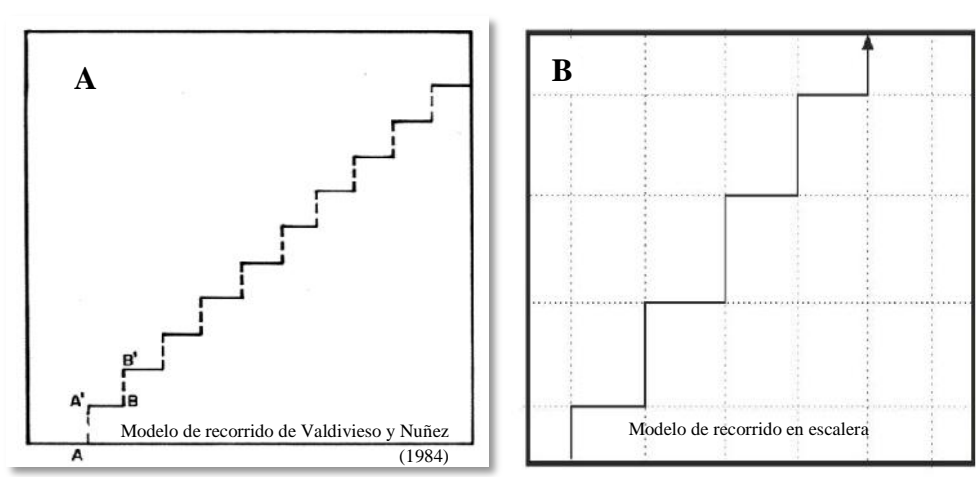 A
B'
A' B
A
Modelo de recorrido de Valdivieso y Nuñez
(1984)
B
Modelo de recorrido en escalera